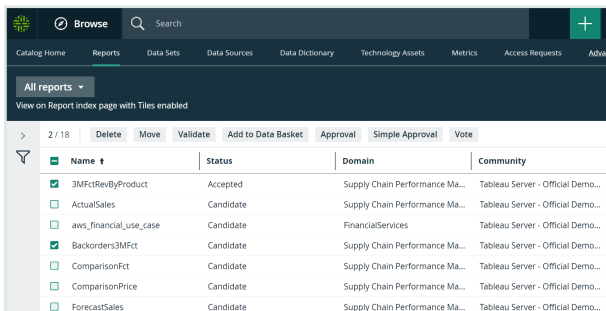 Browse Search
Catalog Home Reports Data Sets Data Sources Data Dictionary Technology Assets Metrics Access Requests Adva
All reports
View on Report index page with Tiles enabled
2 / 18 Delete Move Validate Add to Data Basket Approval Simple Approval Vote
Name Status Domain Community
3MFctRevByProduct Accepted Supply Chain Performance Ma... Tableau Server - Official Demo...
ActualSales Candidate Supply Chain Performance Ma... Tableau Server - Official Demo...
aws_financial_use_case Candidate FinancialServices Tableau Server - Official Demo...
Backorders3MFct Candidate Supply Chain Performance Ma... Tableau Server - Official Demo...
ComparisonFct Candidate Supply Chain Performance Ma... Tableau Server - Official Demo...
ComparisonPrice Candidate Supply Chain Performance Ma... Tableau Server - Official Demo...
ForecastSales Candidate Supply Chain Performance Ma... Tableau Server - Official Demo...